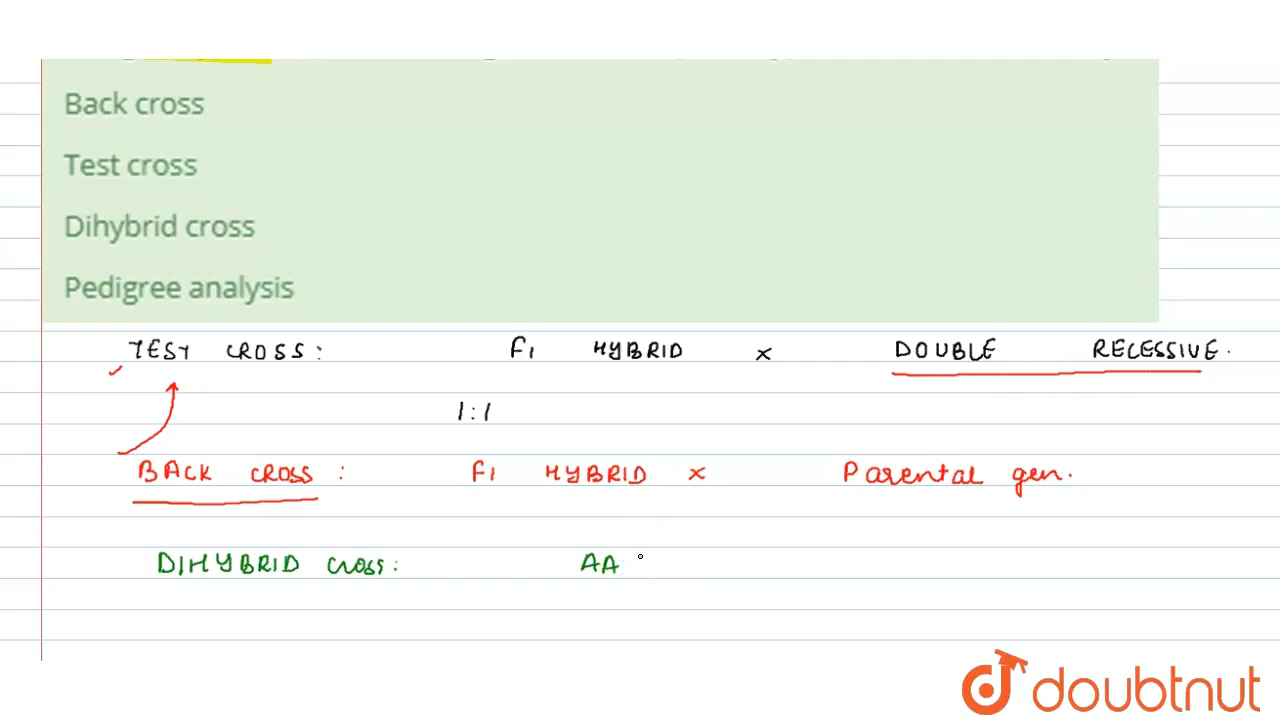 Back cross
Test cross
Dihybrid cross
Pedigree analysis
TEST CROSS: F1 HYBRID x DOUBLE RECESSIVE.
1:1
BACK CROSS: F1 HYBRID x Parental gen.
DIHYBRID CROSS: AA
doubtnut